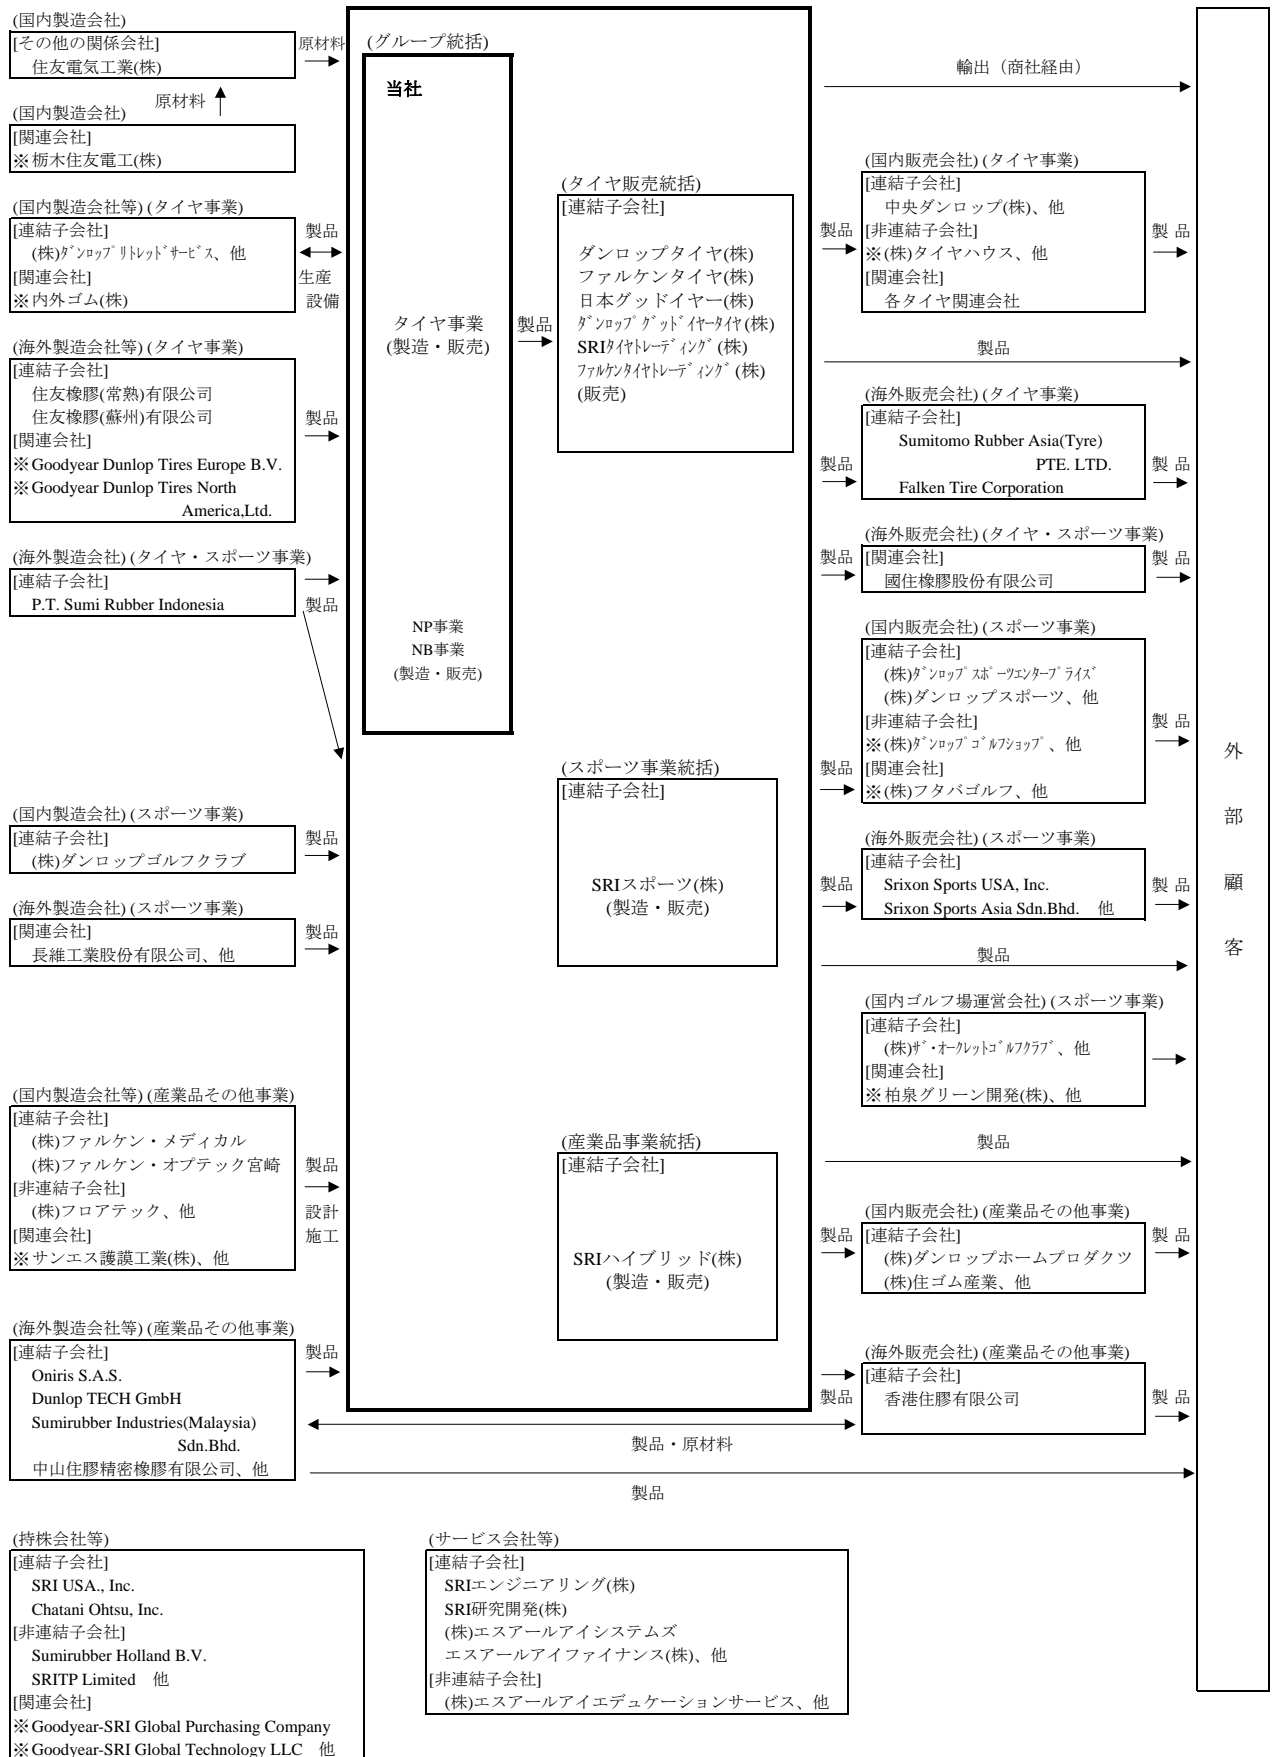 (国内製造会社)
[その他の関係会社]
住友電気工業(株)
原材料
原材料
(国内製造会社)
[関連会社]
※栃木住友電工(株)
(国内製造会社等) (タイヤ事業)
[連結子会社]
(株)ﾀﾞﾝﾛｯﾌﾟﾘﾄﾚｯﾄﾞｻｰﾋﾞｽ、他
[関連会社]
※内外ゴム(株)
製品
生産
設備
(海外製造会社等) (タイヤ事業)
[連結子会社]
住友橡膠(常熟)有限公司
住友橡膠(蘇州)有限公司
[関連会社]
※Goodyear Dunlop Tires Europe B.V.
※Goodyear Dunlop Tires North
America,Ltd.
製品
(海外製造会社) (タイヤ・スポーツ事業)
[連結子会社]
P.T. Sumi Rubber Indonesia
製品
(国内製造会社) (スポーツ事業)
[連結子会社]
(株)ダンロップゴルフクラブ
製品
(海外製造会社) (スポーツ事業)
[関連会社]
長維工業股份有限公司、他
製品
(国内製造会社等) (産業品その他事業)
[連結子会社]
(株)ファルケン・メディカル
(株)ファルケン・オプテック宮崎
[非連結子会社]
(株)フロアテック、他
[関連会社]
※サンエス護謨工業(株)、他
製品
設計
施工
(海外製造会社等) (産業品その他事業)
[連結子会社]
Oniris S.A.S.
Dunlop TECH GmbH
Sumirubber Industries(Malaysia)
Sdn.Bhd.
中山住膠精密橡膠有限公司、他
製品
(グループ統括)
当社
タイヤ事業
(製造・販売)
NP事業
NB事業
(製造・販売)
製品
(タイヤ販売統括)
[連結子会社]
ダンロップタイヤ(株)
ファルケンタイヤ(株)
日本グッドイヤー(株)
ﾀﾞﾝﾛｯﾌﾟｸﾞｯﾄﾞｲﾔｰﾀｲﾔ(株)
SRIﾀｲﾔﾄﾚｰﾃﾞｨﾝｸﾞ(株)
ﾌｧﾙｹﾝﾀｲﾔﾄﾚｰﾃﾞｨﾝｸﾞ(株)
(販売)
(スポーツ事業統括)
[連結子会社]
SRIスポーツ(株)
(製造・販売)
(産業品事業統括)
[連結子会社]
SRIハイブリッド(株)
(製造・販売)
輸出（商社経由）
(国内販売会社) (タイヤ事業)
[連結子会社]
中央ダンロップ(株)、他
[非連結子会社]
※(株)タイヤハウス、他
[関連会社]
各タイヤ関連会社
製品
製 品
製品
(海外販売会社) (タイヤ事業)
[連結子会社]
Sumitomo Rubber Asia(Tyre)
PTE. LTD.
Falken Tire Corporation
製品
製 品
(海外販売会社) (タイヤ・スポーツ事業)
[関連会社]
國住橡膠股份有限公司
製品
製 品
(国内販売会社) (スポーツ事業)
[連結子会社]
(株)ﾀﾞﾝﾛｯﾌﾟｽﾎﾟｰﾂｴﾝﾀｰﾌﾟﾗｲｽﾞ
(株)ダンロップスポーツ、他
[非連結子会社]
※(株)ﾀﾞﾝﾛｯﾌﾟｺﾞﾙﾌｼｮｯﾌﾟ、他
[関連会社]
※(株)フタバゴルフ、他
製品
製 品
(海外販売会社) (スポーツ事業)
[連結子会社]
Srixon Sports USA, Inc.
Srixon Sports Asia Sdn.Bhd.　他
製品
製 品
製品
(国内ゴルフ場運営会社) (スポーツ事業)
[連結子会社]
(株)ｻﾞ・ｵｰｸﾚｯﾄｺﾞﾙﾌｸﾗﾌﾞ、他
[関連会社]
※柏泉グリーン開発(株)、他
製品
(国内販売会社) (産業品その他事業)
[連結子会社]
(株)ダンロップホームプロダクツ
(株)住ゴム産業、他
製品
製 品
(海外販売会社) (産業品その他事業)
[連結子会社]
香港住膠有限公司
製品
製 品
製品・原材料
製品
外
部
顧
客
(持株会社等)
[連結子会社]
SRI USA., Inc.
Chatani Ohtsu, Inc.
[非連結子会社]
Sumirubber Holland B.V.
SRITP Limited　他
[関連会社]
※Goodyear-SRI Global Purchasing Company
※Goodyear-SRI Global Technology LLC　他
(サービス会社等)
[連結子会社]
SRIエンジニアリング(株)
SRI研究開発(株)
(株)エスアールアイシステムズ
エスアールアイファイナンス(株)、他
[非連結子会社]
(株)エスアールアイエデュケーションサービス、他